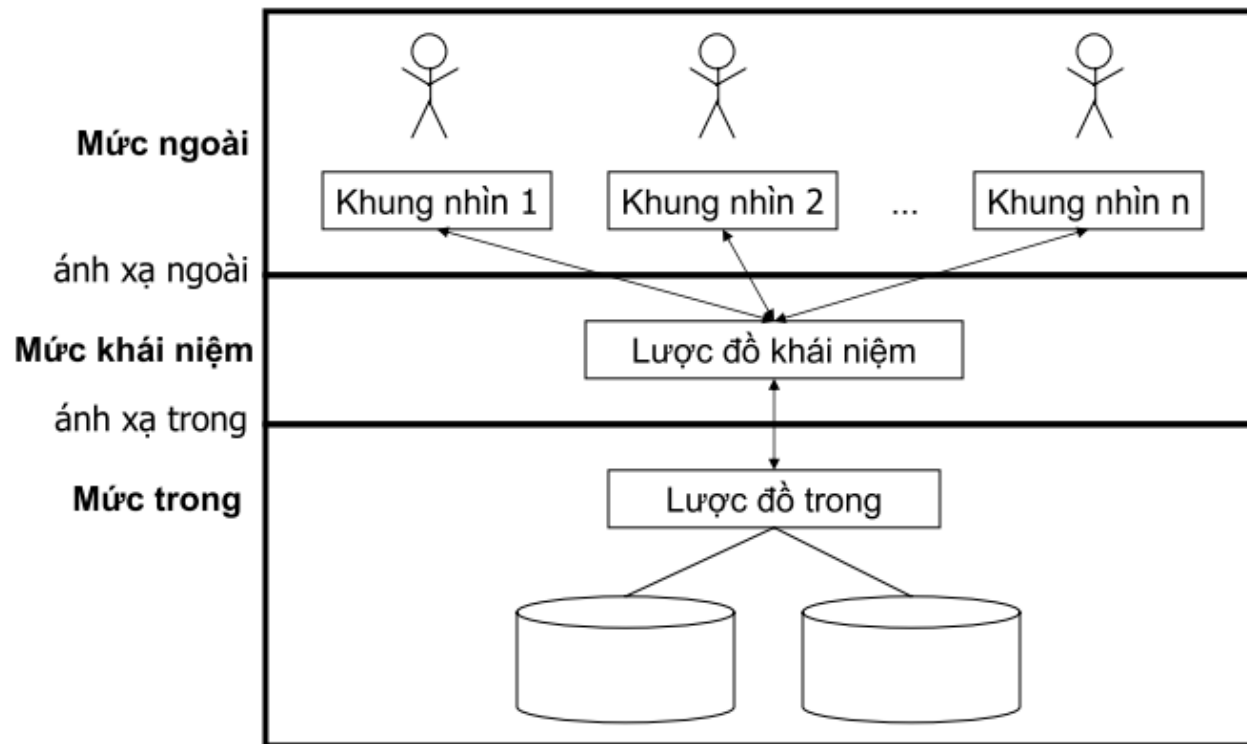 Mức ngoài
Khung nhìn 1
Khung nhìn 2
...
Khung nhìn n
ánh xạ ngoài
Mức khái niệm
Lược đồ khái niệm
ánh xạ trong
Mức trong
Lược đồ trong